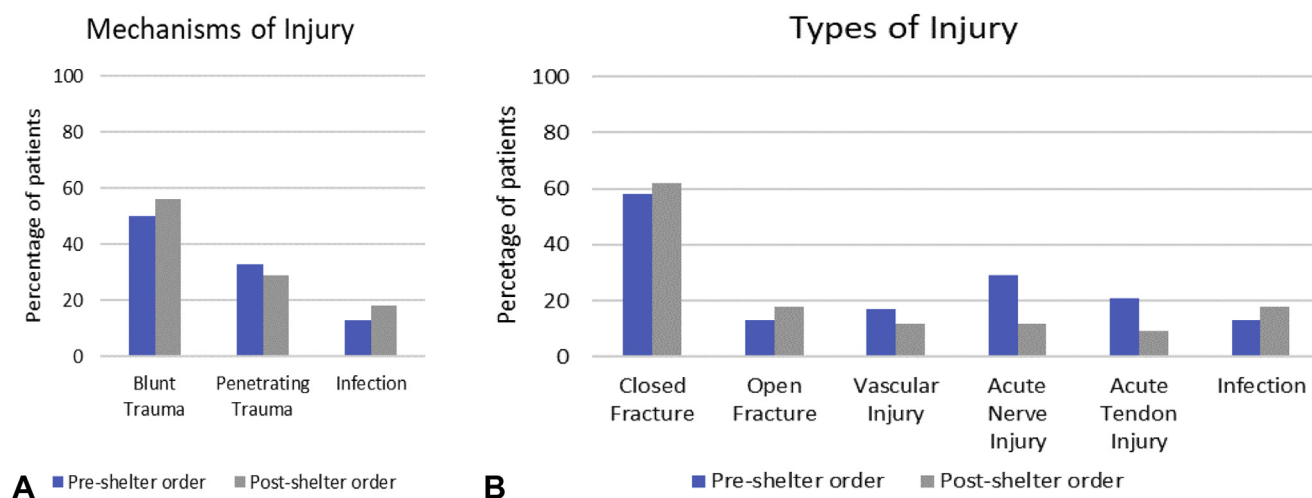 Mechanisms of Injury
Percentage of patients
100
80
60
40
20
0
Blunt
Trauma
Penetrating
Trauma
Infection
A
Pre-shelter order
Post-shelter order
Types of Injury
Percetage of patients
100
80
60
40
20
0
Closed
Fracture
Open
Fracture
Vascular
Injury
Acute
Nerve
Injury
Acute
Tendon
Injury
Infection
B
Pre-shelter order
Post-shelter order